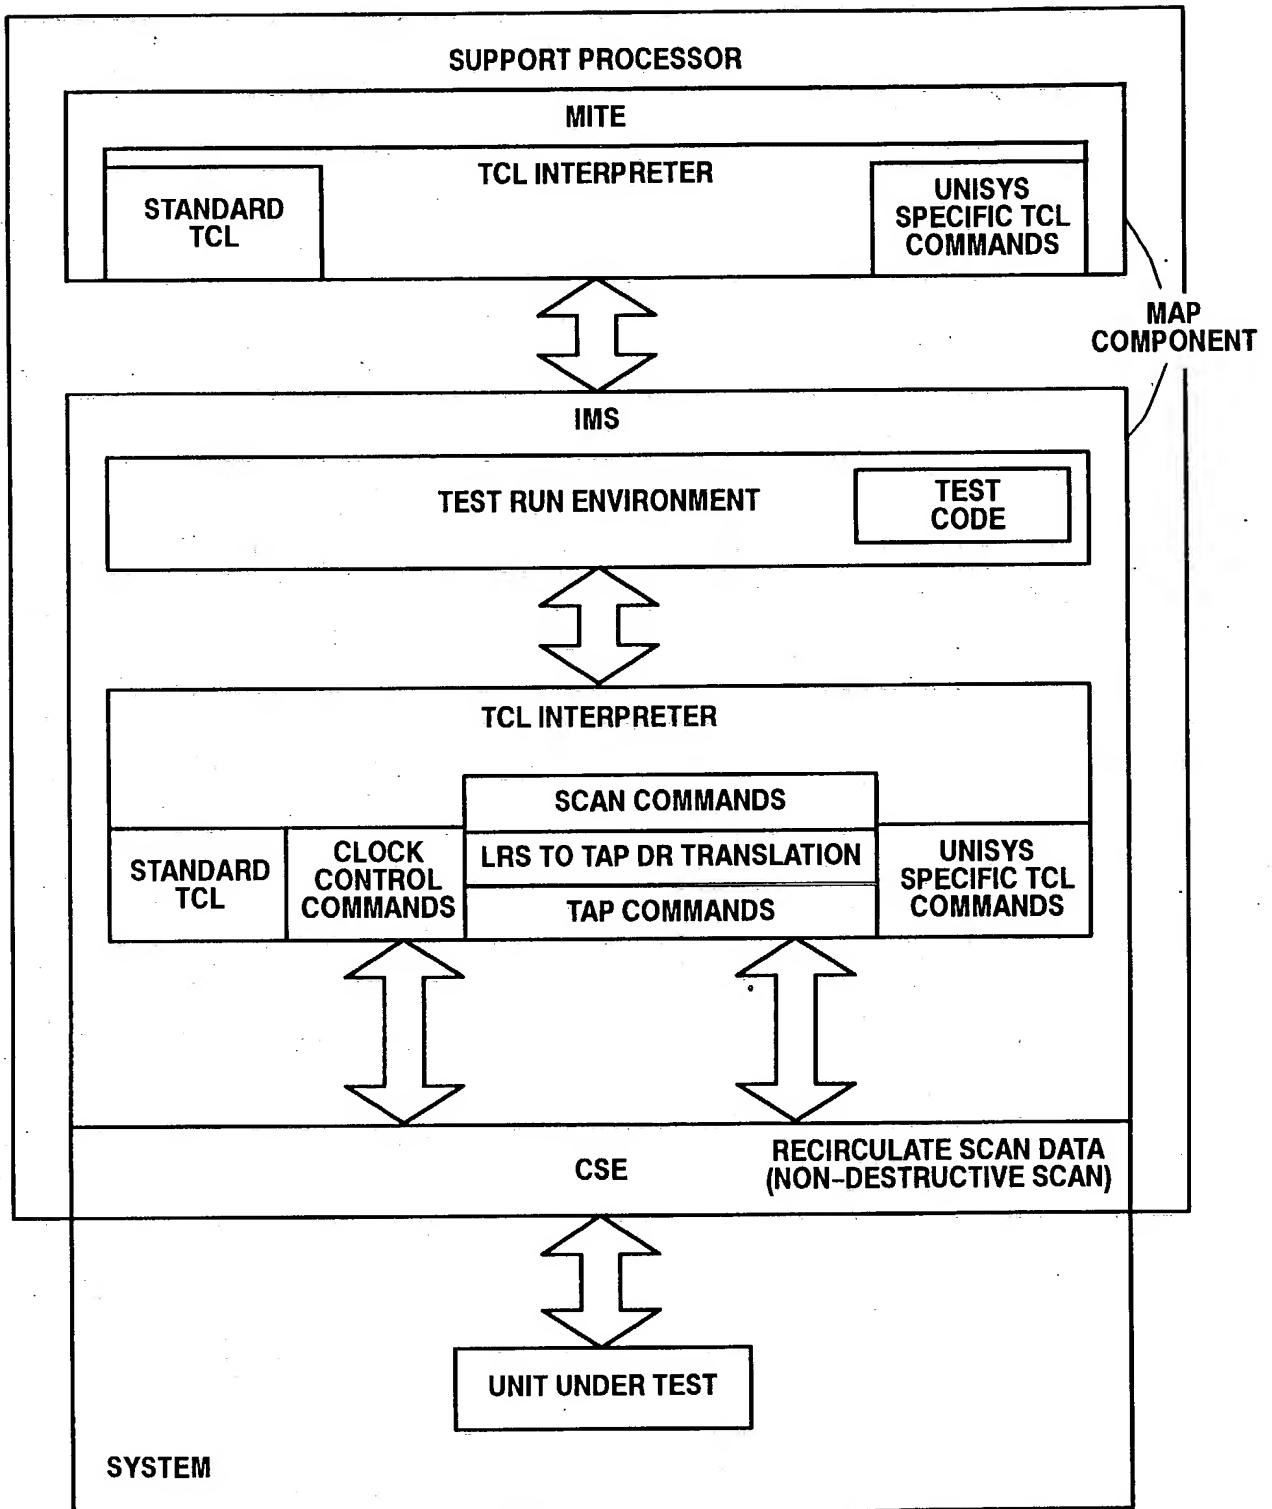 SUPPORT PROCESSOR
MITE
TCL INTERPRETER
STANDARD
TCL
UNISYS
SPECIFIC TCL
COMMANDS
MAP
COMPONENT
IMS
TEST RUN ENVIRONMENT
TEST
CODE
TCL INTERPRETER
SCAN COMMANDS
LRS TO TAP DR TRANSLATION
TAP COMMANDS
STANDARD
TCL
CLOCK
CONTROL
COMMANDS
UNISYS
SPECIFIC TCL
COMMANDS
CSE
RECIRCULATE SCAN DATA
(NON-DESTRUCTIVE SCAN)
UNIT UNDER TEST
SYSTEM